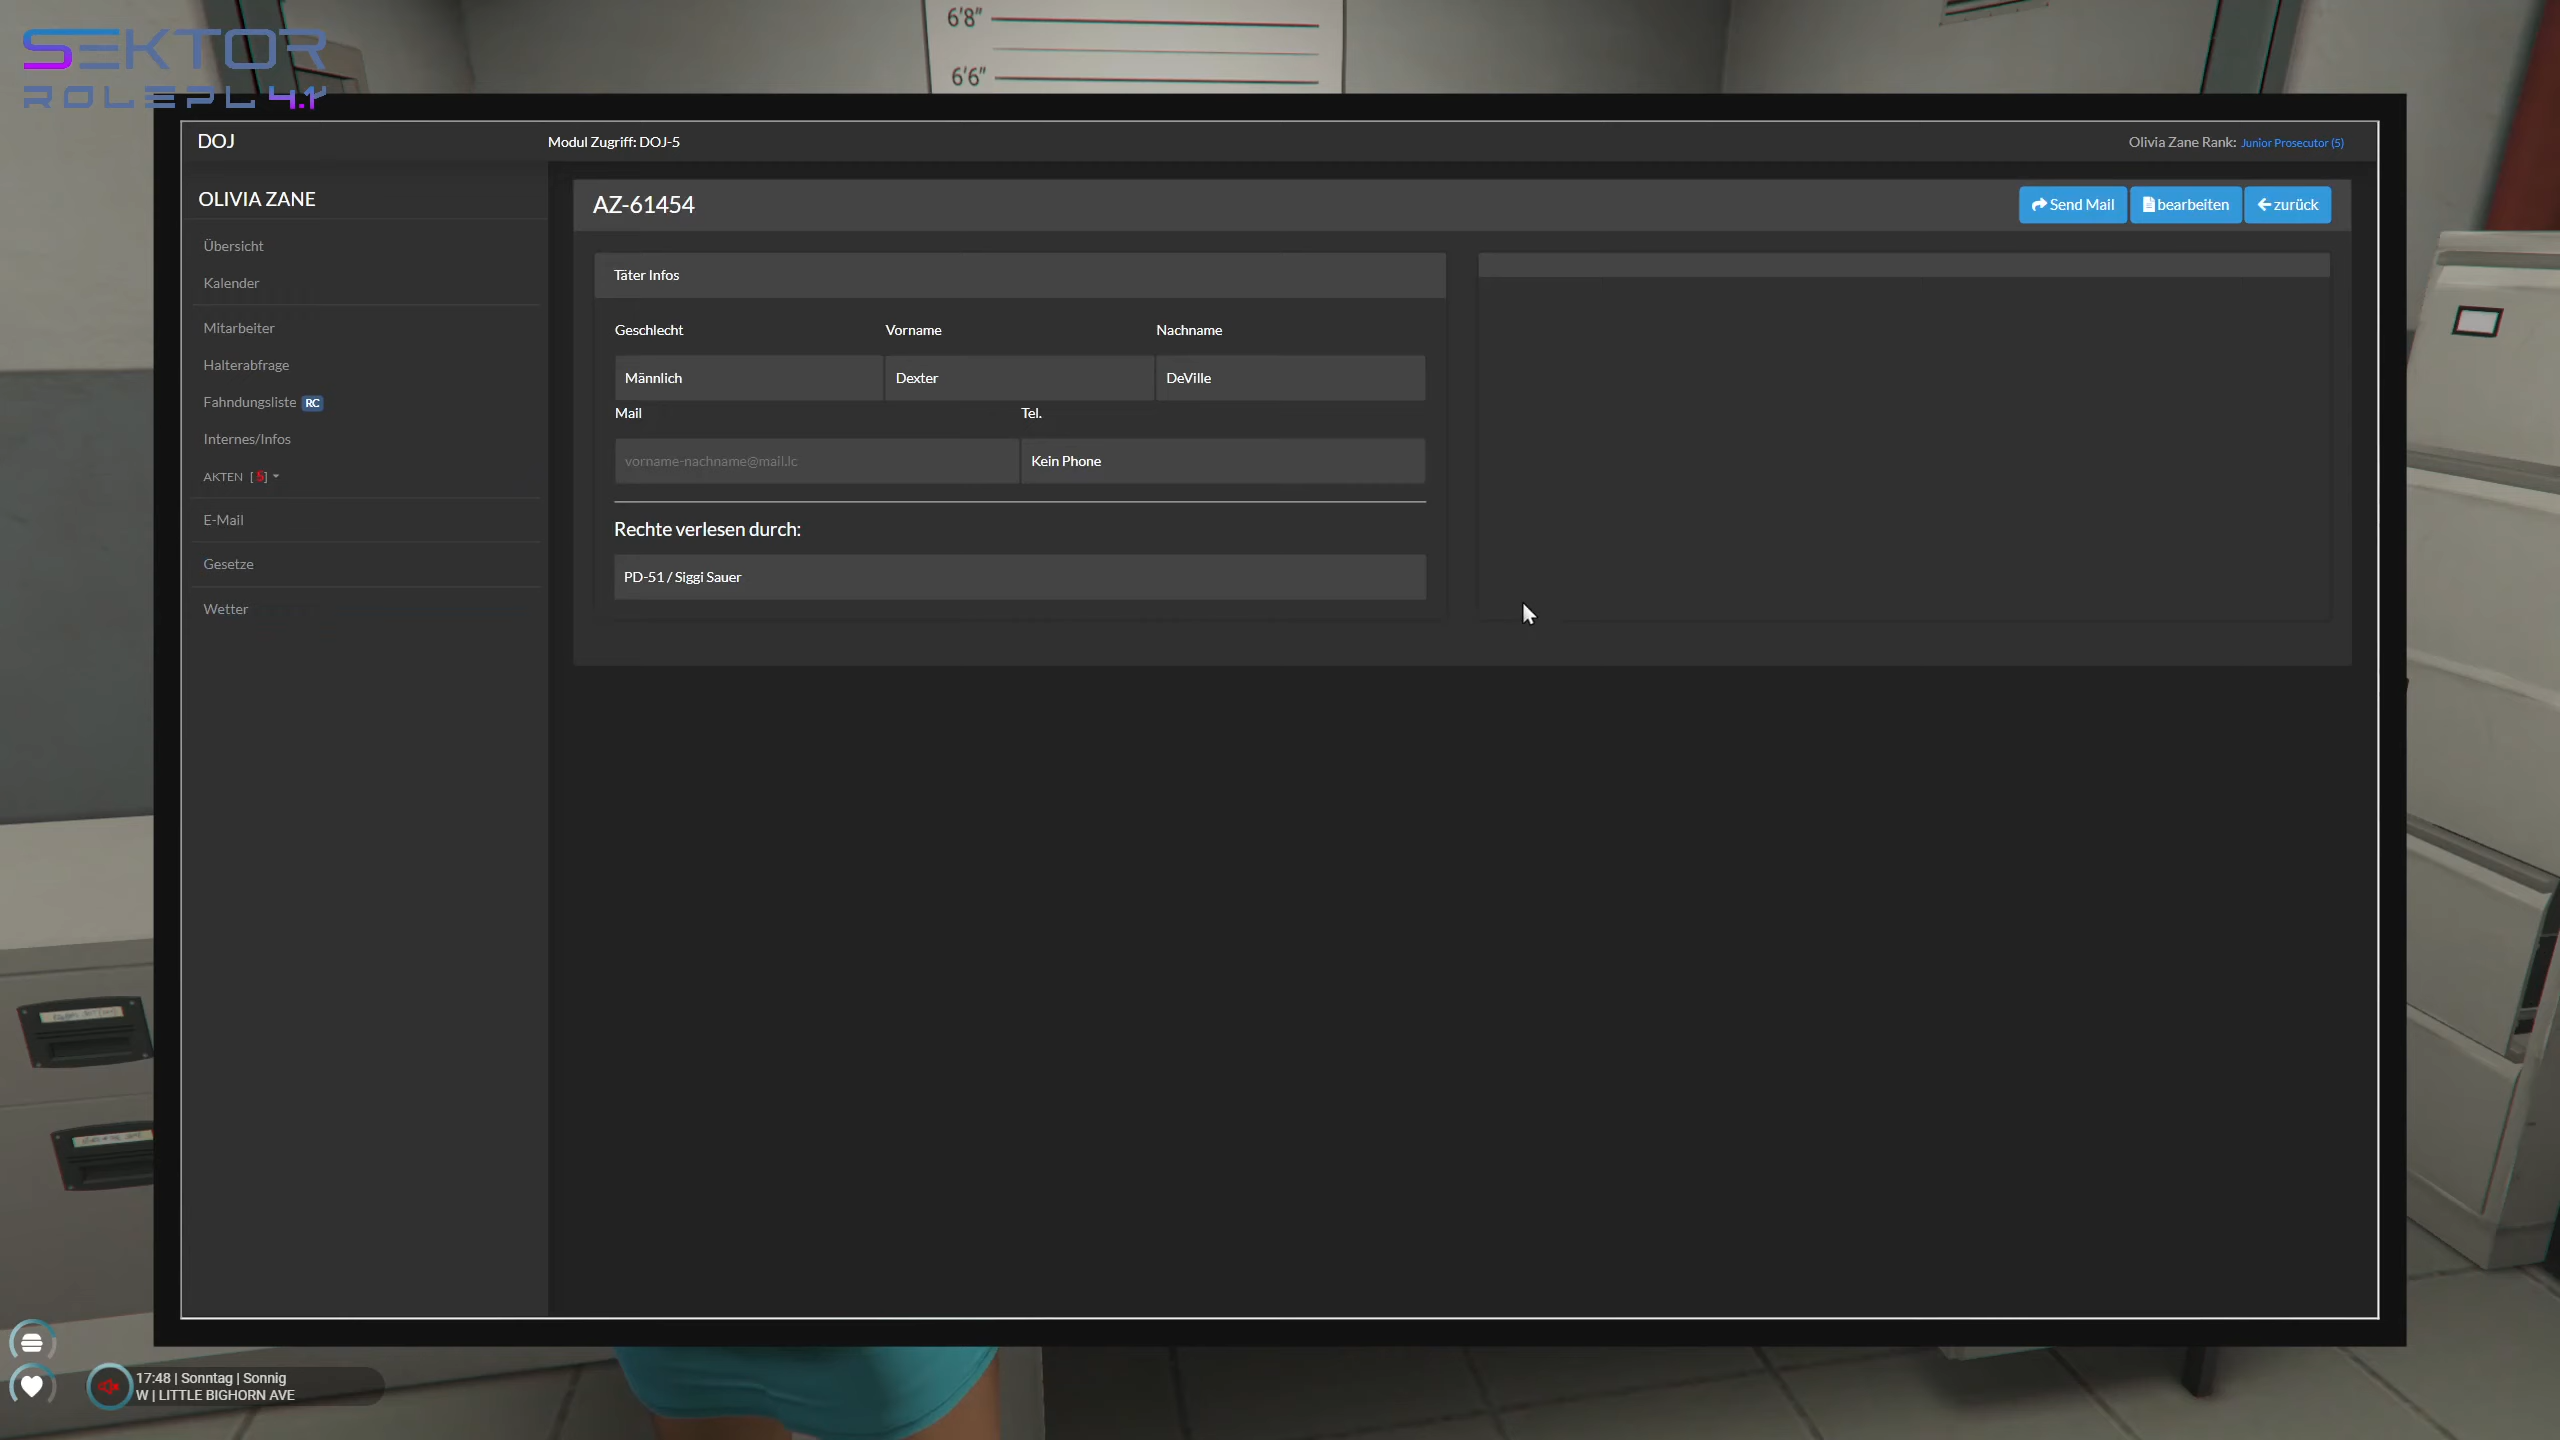 6'8"
6'6"
SEKTOR
ROLEPL4.Y
DOJ
Modul Zugriff: DOJ-5
Olivia Zane Rank: Junior Prosecutor (5)
OLIVIA ZANE
Übersicht
Kalender
Mitarbeiter
Halterabfrage
Fahndungsliste RC
Internes/Infos
AKTEN [ 5 ]
E-Mail
Gesetze
Wetter
AZ-61454
Send Mail
bearbeiten
zurück
Täter Infos
Geschlecht Vorname Nachname
Männlich Dexter DeVille
Mail Tel.
vorname-nachname@mail.lc Kein Phone
Rechte verlesen durch:
PD-51 / Siggi Sauer
17:48 | Sonntag | Sonnig
W | LITTLE BIGHORN AVE